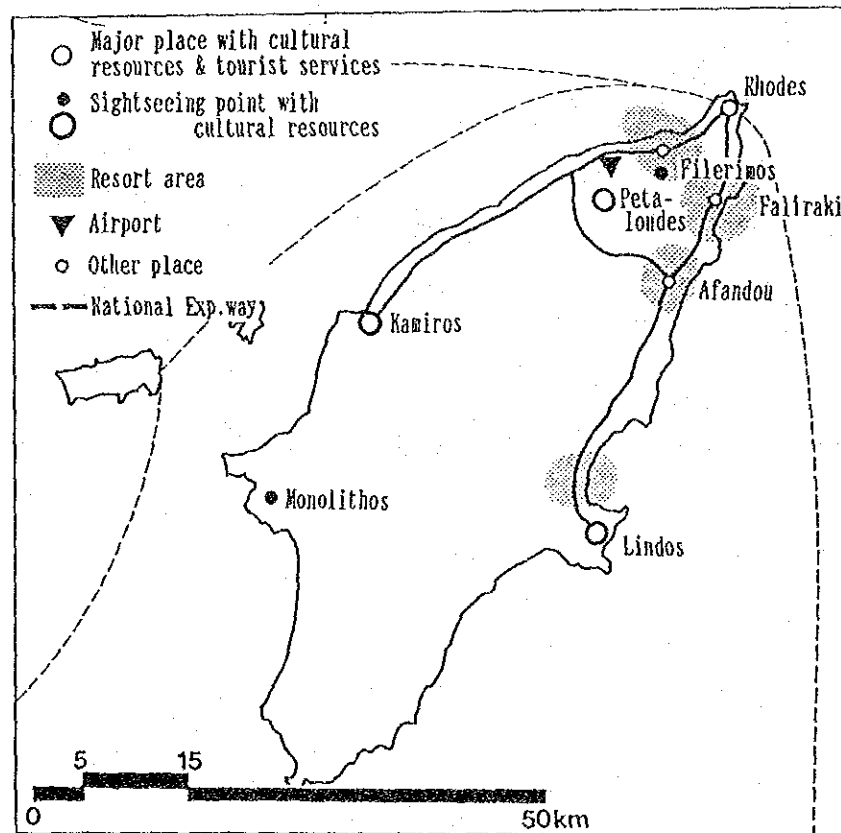 Major place with cultural
resources & tourist services
Sightseeing point with
cultural resources
Resort area
Airport
Other place
National Exp.way
Rhodes
Filerimos
Peta-
loudes
Faliraki
Afandou
Kamiros
Monolithos
Lindos
5 15
0 50km